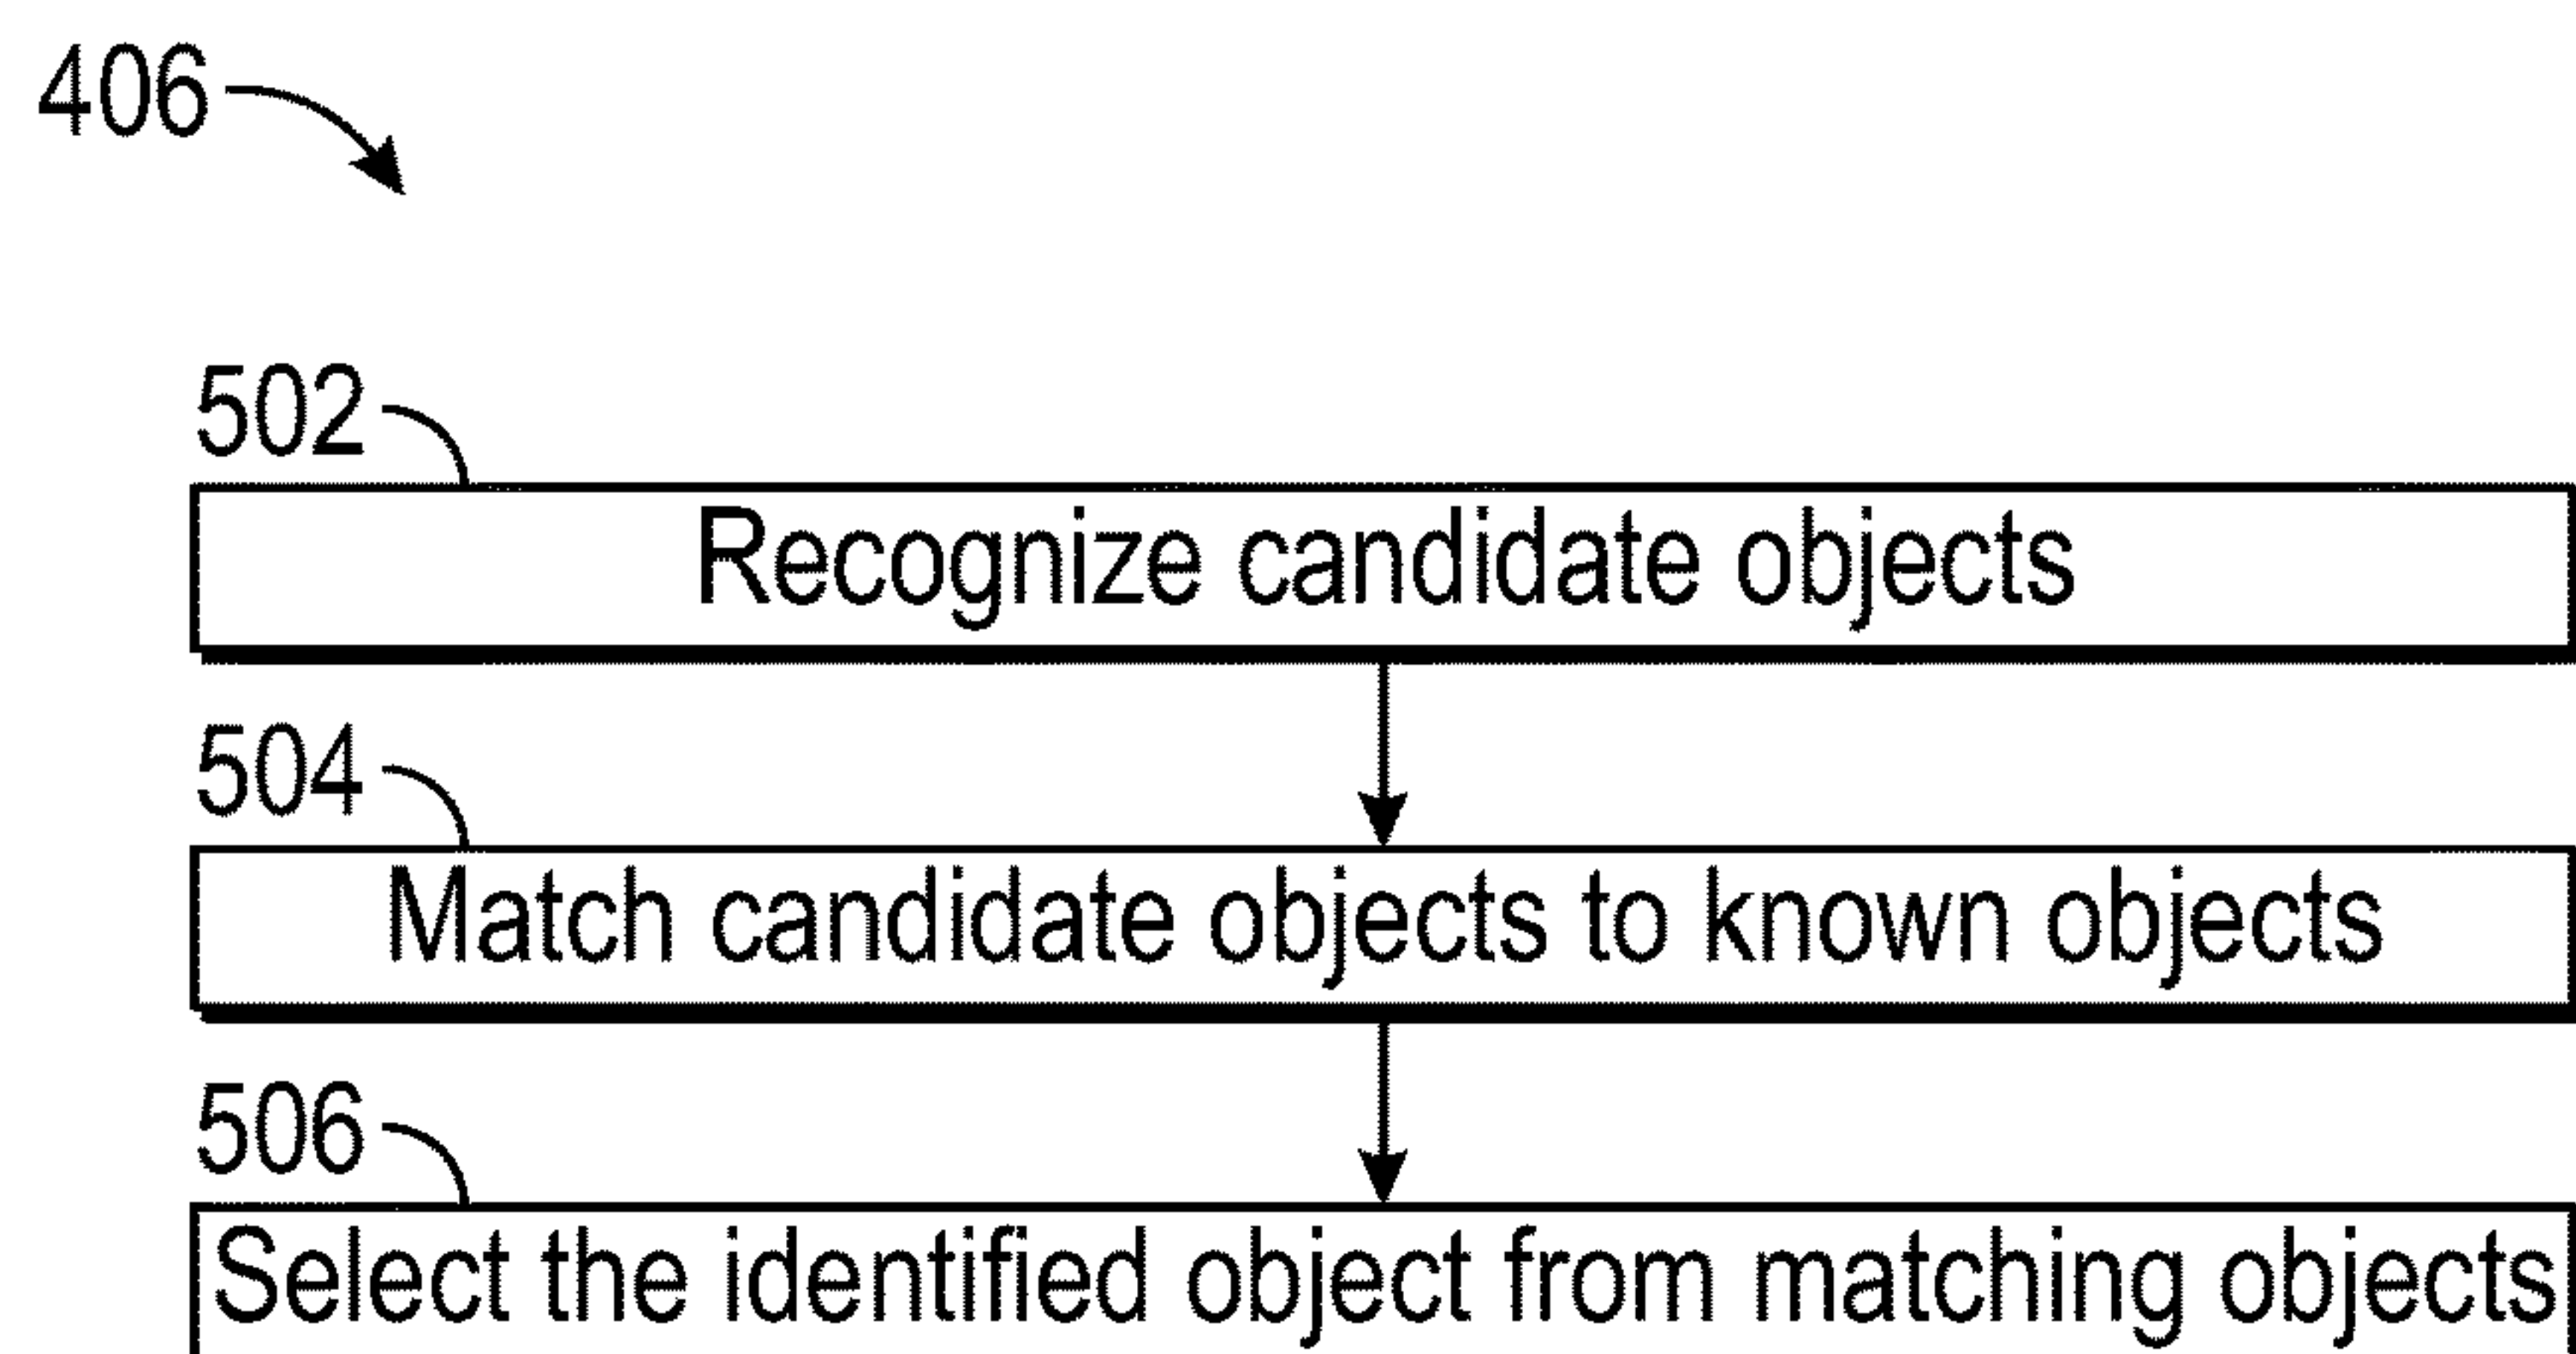 406
502
Recognize candidate objects
504
Match candidate objects to known objects
506
Select the identified object from matching objects